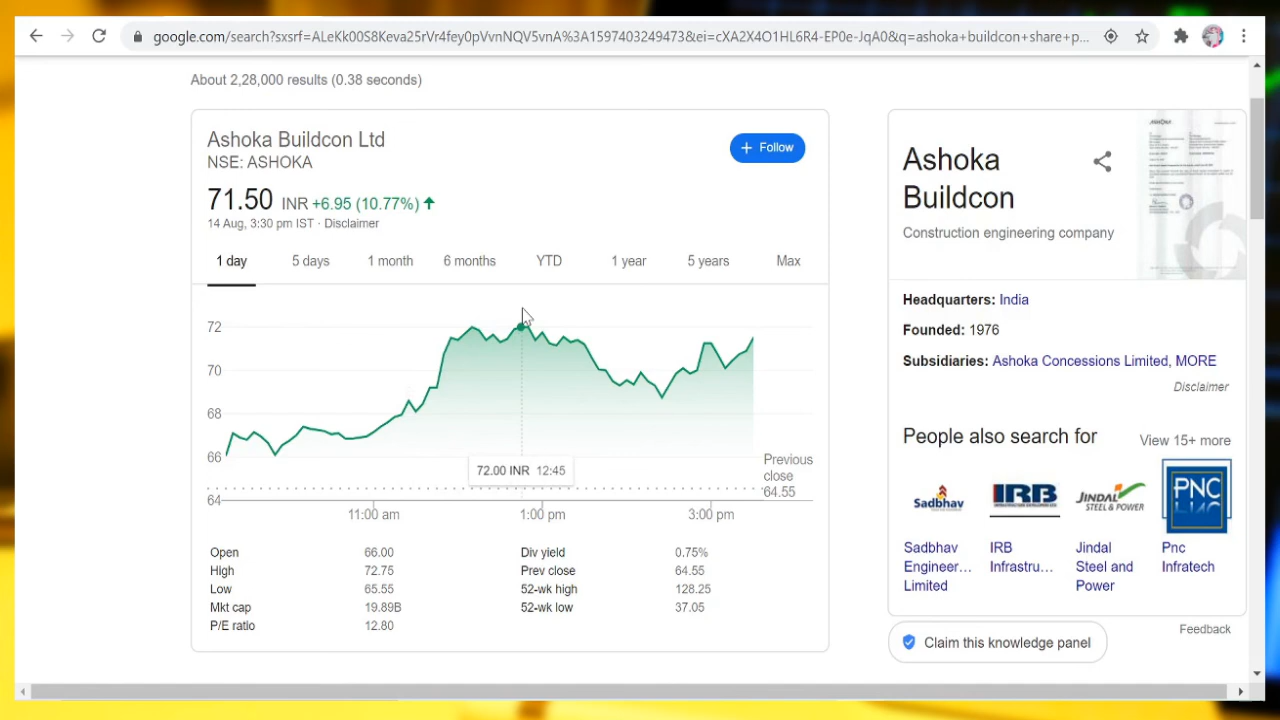 google.com/search?sxsrf=ALeKk00S8Keva25rVr4fey0pVvnNQV5vnA%3A1597403249473&ei=cXA2X4O1HL6R4-EP0e-JqA0&q=ashoka+buildcon+share+p...
About 2,28,000 results (0.38 seconds)
Ashoka Buildcon Ltd
NSE: ASHOKA
+ Follow
71.50 INR +6.95 (10.77%) ↑
14 Aug, 3:30 pm IST · Disclaimer
1 day 5 days 1 month 6 months YTD 1 year 5 years Max
72
70
68
66
64
72.00 INR 12:45
Previous
close
64.55
11:00 am 1:00 pm 3:00 pm
Open 66.00 Div yield 0.75%
High 72.75 Prev close 64.55
Low 65.55 52-wk high 128.25
Mkt cap 19.89B 52-wk low 37.05
P/E ratio 12.80
Ashoka
Buildcon
Construction engineering company
ASHOKA
Headquarters: India
Founded: 1976
Subsidiaries: Ashoka Concessions Limited, MORE
Disclaimer
People also search for View 15+ more
Sadbhav IRB JINDAL STEEL & POWER PNC
Sadbhav
Engineer...
Limited
IRB
Infrastru...
Jindal
Steel and
Power
Pnc
Infratech
Feedback
Claim this knowledge panel